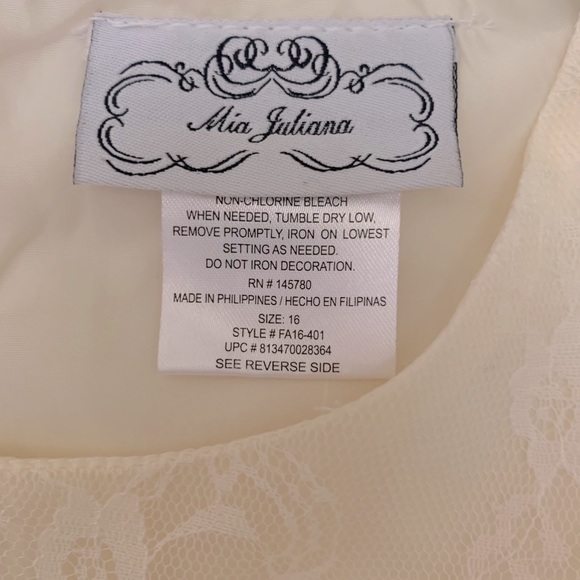 Mia Juliana
NON-CHLORINE BLEACH
WHEN NEEDED, TUMBLE DRY LOW,
REMOVE PROMPTLY, IRON ON LOWEST
SETTING AS NEEDED.
DO NOT IRON DECORATION.
RN # 145780
MADE IN PHILIPPINES / HECHO EN FILIPINAS
SIZE: 16
STYLE # FA16-401
UPC # 813470028364
SEE REVERSE SIDE